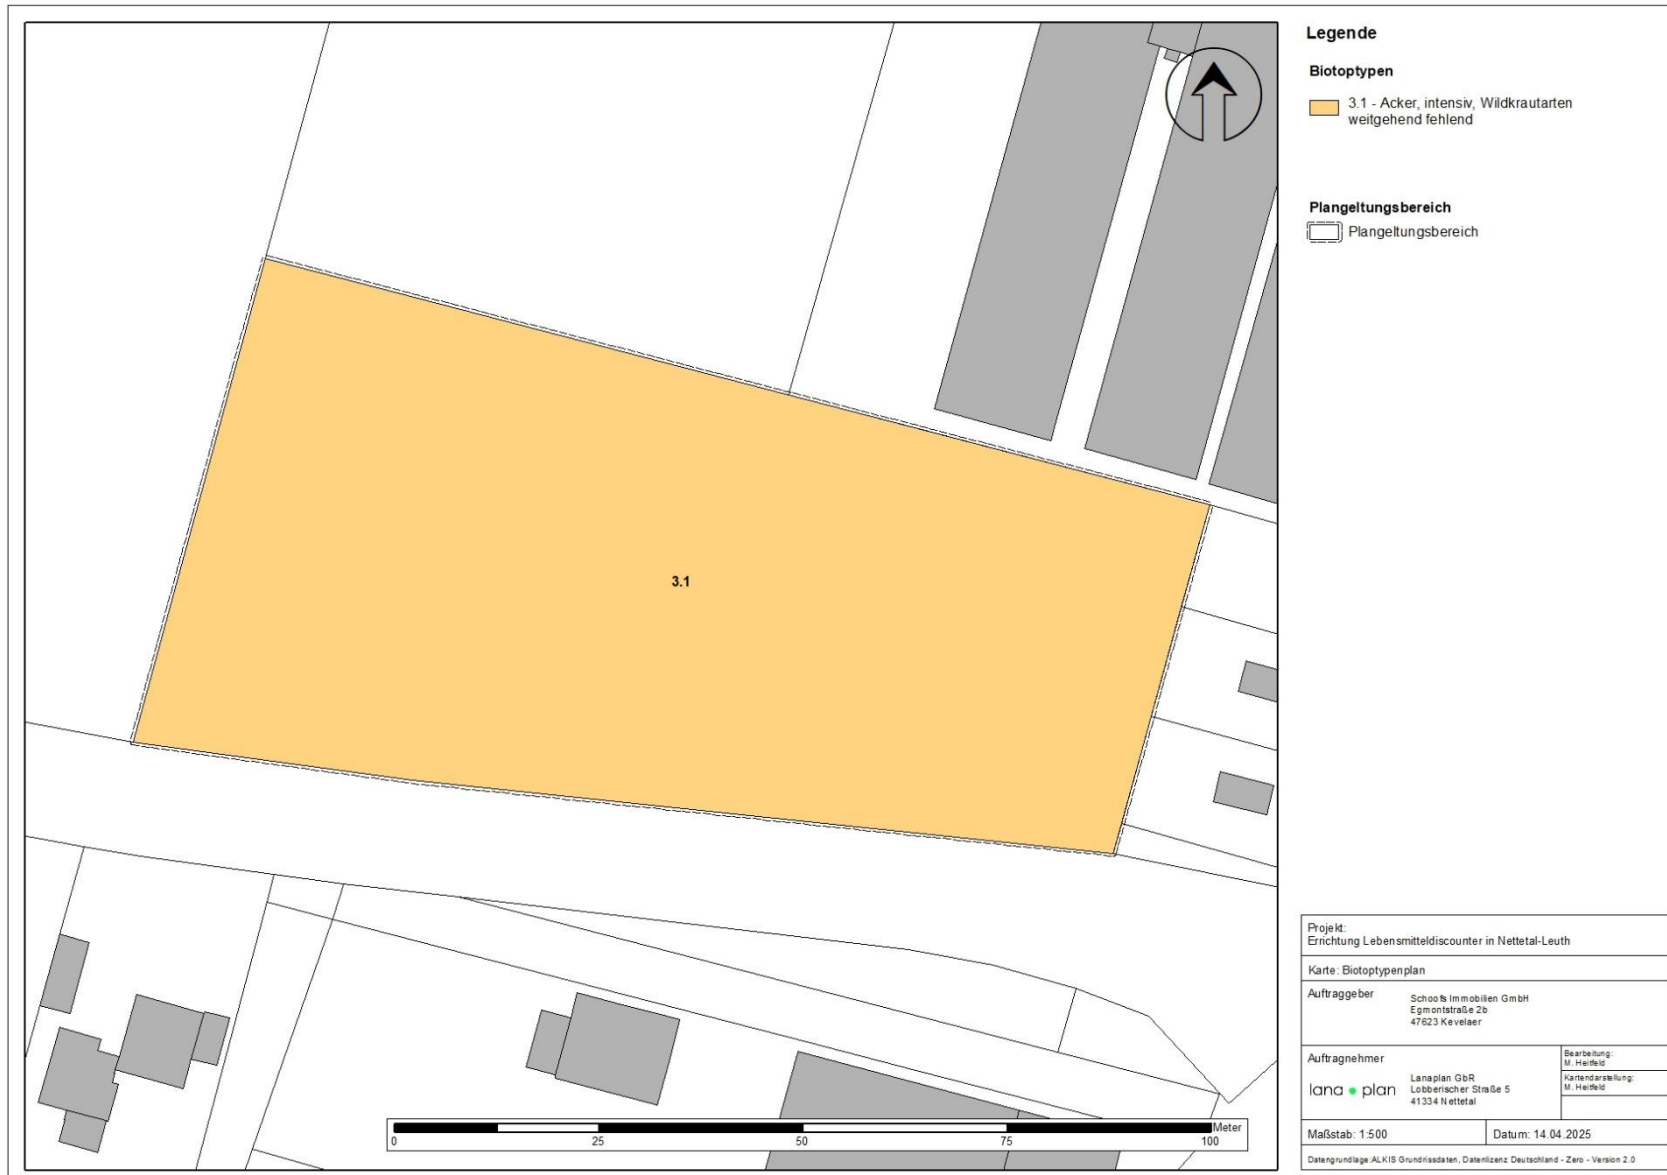 Legende
Biotoptypen
3.1 - Acker, intensiv, Wildkrautarten
weitgehend fehlend
Plangeltungsbereich
Plangeltungsbereich
3.1
0 25 50 75 100 Meter
Projekt:
Errichtung Lebensmitteldiscounter in Nettetal-Leuth
Karte: Biotoptypenplan
Auftraggeber
Schoofs Immobilien GmbH
Egmontstraße 2b
47623 Kevelaer
Auftragnehmer
lana plan
Lanaplan GbR
Lobbericher Straße 5
41334 Nettetal
Bearbeitung:
M. Heitfeld
Kartendarstellung:
M. Heitfeld
Maßstab: 1:500
Datum: 14.04.2025
Datengrundlage: ALKIS Grundrissdaten, Datenlizenz Deutschland - Zero - Version 2.0